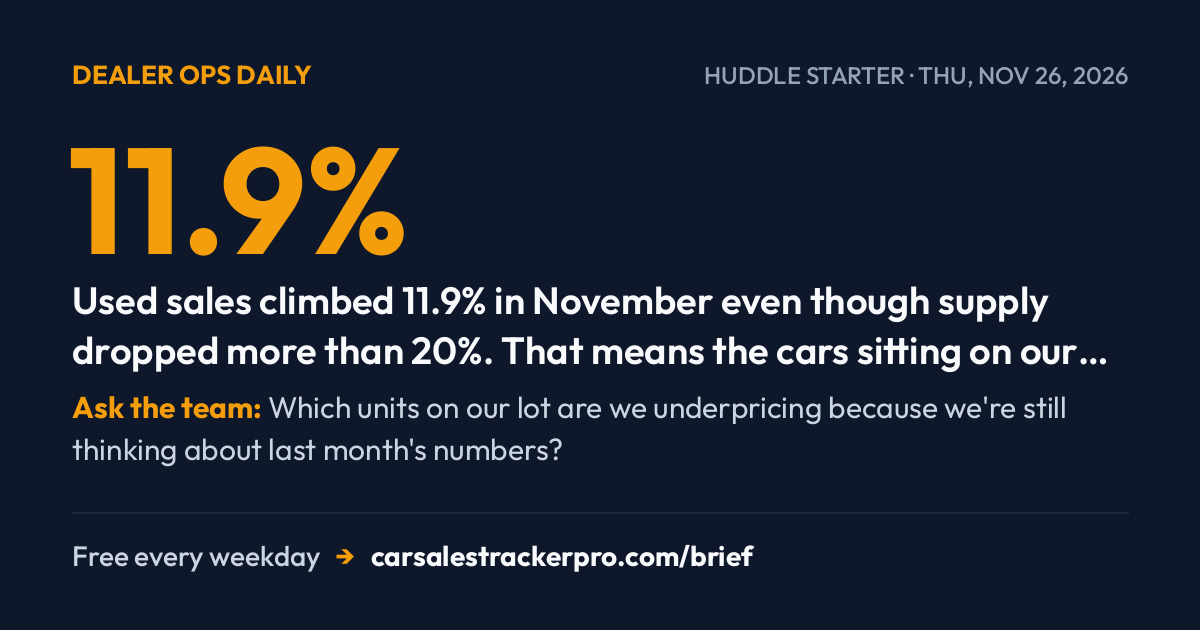 DEALER OPS DAILY
HUDDLE STARTER · THU, NOV 26, 2026
11.9%
Used sales climbed 11.9% in November even though supply
dropped more than 20%. That means the cars sitting on our…
Ask the team: Which units on our lot are we underpricing because we're still
thinking about last month's numbers?
Free every weekday → carsalestrackerpro.com/brief